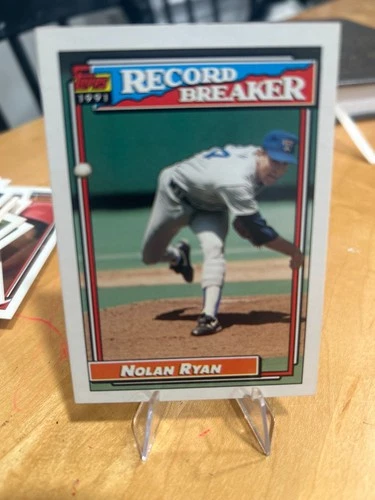 TOPPS
1991
RECORD
BREAKER
T
NOLAN RYAN